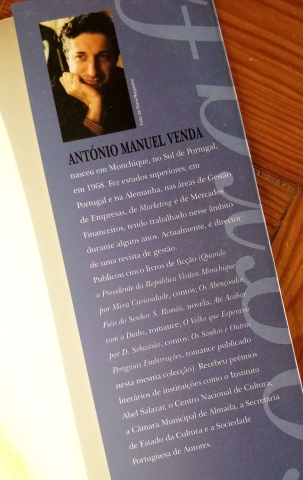 Foto de
ANTÓNIO MANUEL VENDA
nasceu em Monchique, no Sul de Portugal,
em 1968. Fez estudos superiores, em
Portugal e na Alemanha, nas áreas de Gestão
de Empresas, de Marketing e de Mercados
Financeiros, tendo trabalhado nesse âmbito
durante alguns anos. Actualmente, é director
de uma revista de gestão.
Publicou cinco livros de ficção (Quando
o Presidente da República Visitou Monchique
por Mera Curiosidade, contos; Os Abençoados
Fiéis do Senhor S. Romão, novela; Até Acabar
com o Diabo, romance; O Velho que Esperava
por D. Sebastião, contos; Os Sonhos e Outras
Perigosas Embirrações, romance publicado
nesta mesma colecção). Recebeu prémios
literários de instituições como o Instituto
Abel Salazar, o Centro Nacional de Cultura,
a Câmara Municipal de Almada, a Secretaria
de Estado da Cultura e a Sociedade
Portuguesa de Autores.